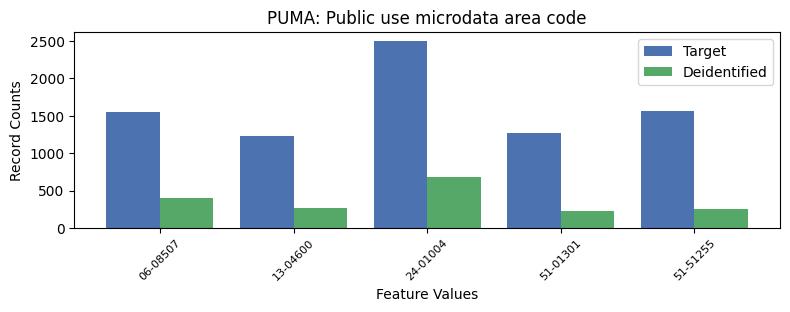 PUMA: Public use microdata area code
Target
Deidentified
2500
2000
1500
1000
500
0
Record Counts
06-08507
13-04600
24-01004
51-01301
51-51255
Feature Values